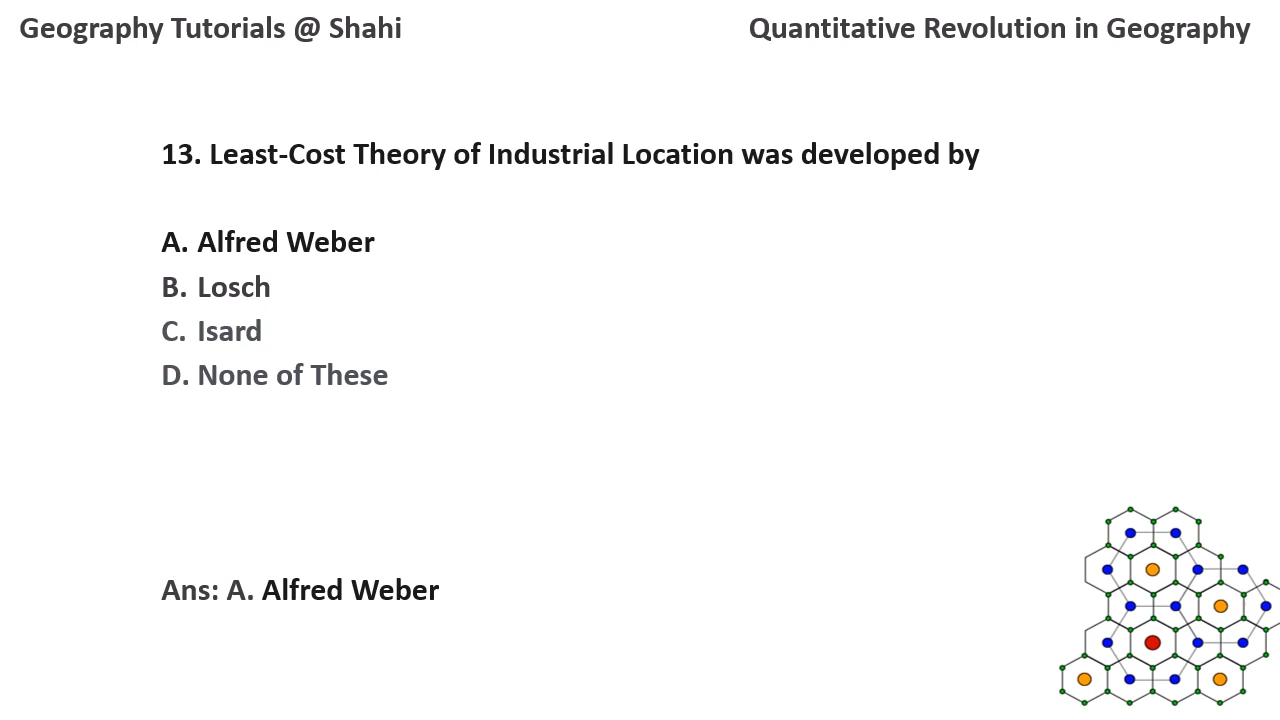 Geography Tutorials @ Shahi
Quantitative Revolution in Geography
13. Least-Cost Theory of Industrial Location was developed by
A. Alfred Weber
B. Losch
C. Isard
D. None of These
Ans: A. Alfred Weber